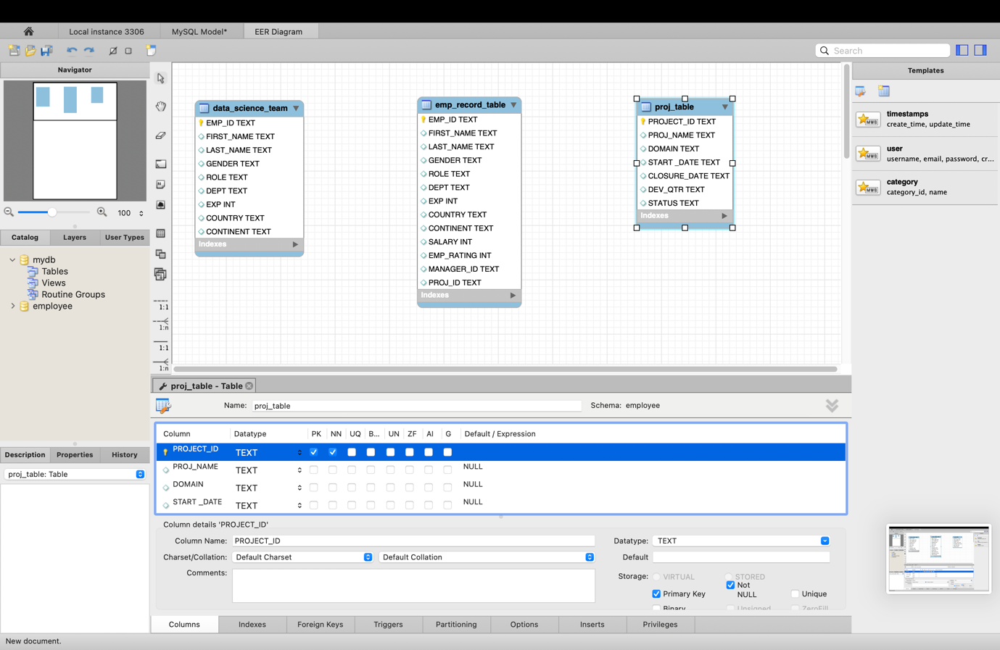 Local instance 3306
MySQL Model*
EER Diagram
Search
Navigator
Templates
data_science_team
EMP_ID TEXT
FIRST_NAME TEXT
LAST_NAME TEXT
GENDER TEXT
ROLE TEXT
DEPT TEXT
EXP INT
COUNTRY TEXT
CONTINENT TEXT
Indexes
emp_record_table
EMP_ID TEXT
FIRST_NAME TEXT
LAST_NAME TEXT
GENDER TEXT
ROLE TEXT
DEPT TEXT
EXP INT
COUNTRY TEXT
CONTINENT TEXT
SALARY INT
EMP_RATING INT
MANAGER_ID TEXT
PROJ_ID TEXT
Indexes
proj_table
PROJECT_ID TEXT
PROJ_NAME TEXT
DOMAIN TEXT
START _DATE TEXT
CLOSURE_DATE TEXT
DEV_QTR TEXT
STATUS TEXT
Indexes
timestamps
create_time, update_time
user
username, email, password, cr...
category
category_id, name
MWB
MWB
MWB
100
Catalog Layers User Types
mydb
Tables
Views
Routine Groups
employee
1:1
1:n
1:1
1:n
Description Properties History
proj_table: Table
proj_table - Table
Name: proj_table
Schema: employee
Column Datatype PK NN UQ B... UN ZF AI G Default / Expression
PROJECT_ID TEXT
PROJ_NAME TEXT NULL
DOMAIN TEXT NULL
START _DATE TEXT NULL
Column details 'PROJECT_ID'
Column Name: PROJECT_ID
Datatype: TEXT
Charset/Collation: Default Charset Default Collation
Default
Comments:
Storage: VIRTUAL STORED
Primary Key Not NULL Unique
Binary Unsigned ZeroFill
Columns Indexes Foreign Keys Triggers Partitioning Options Inserts Privileges
New document.